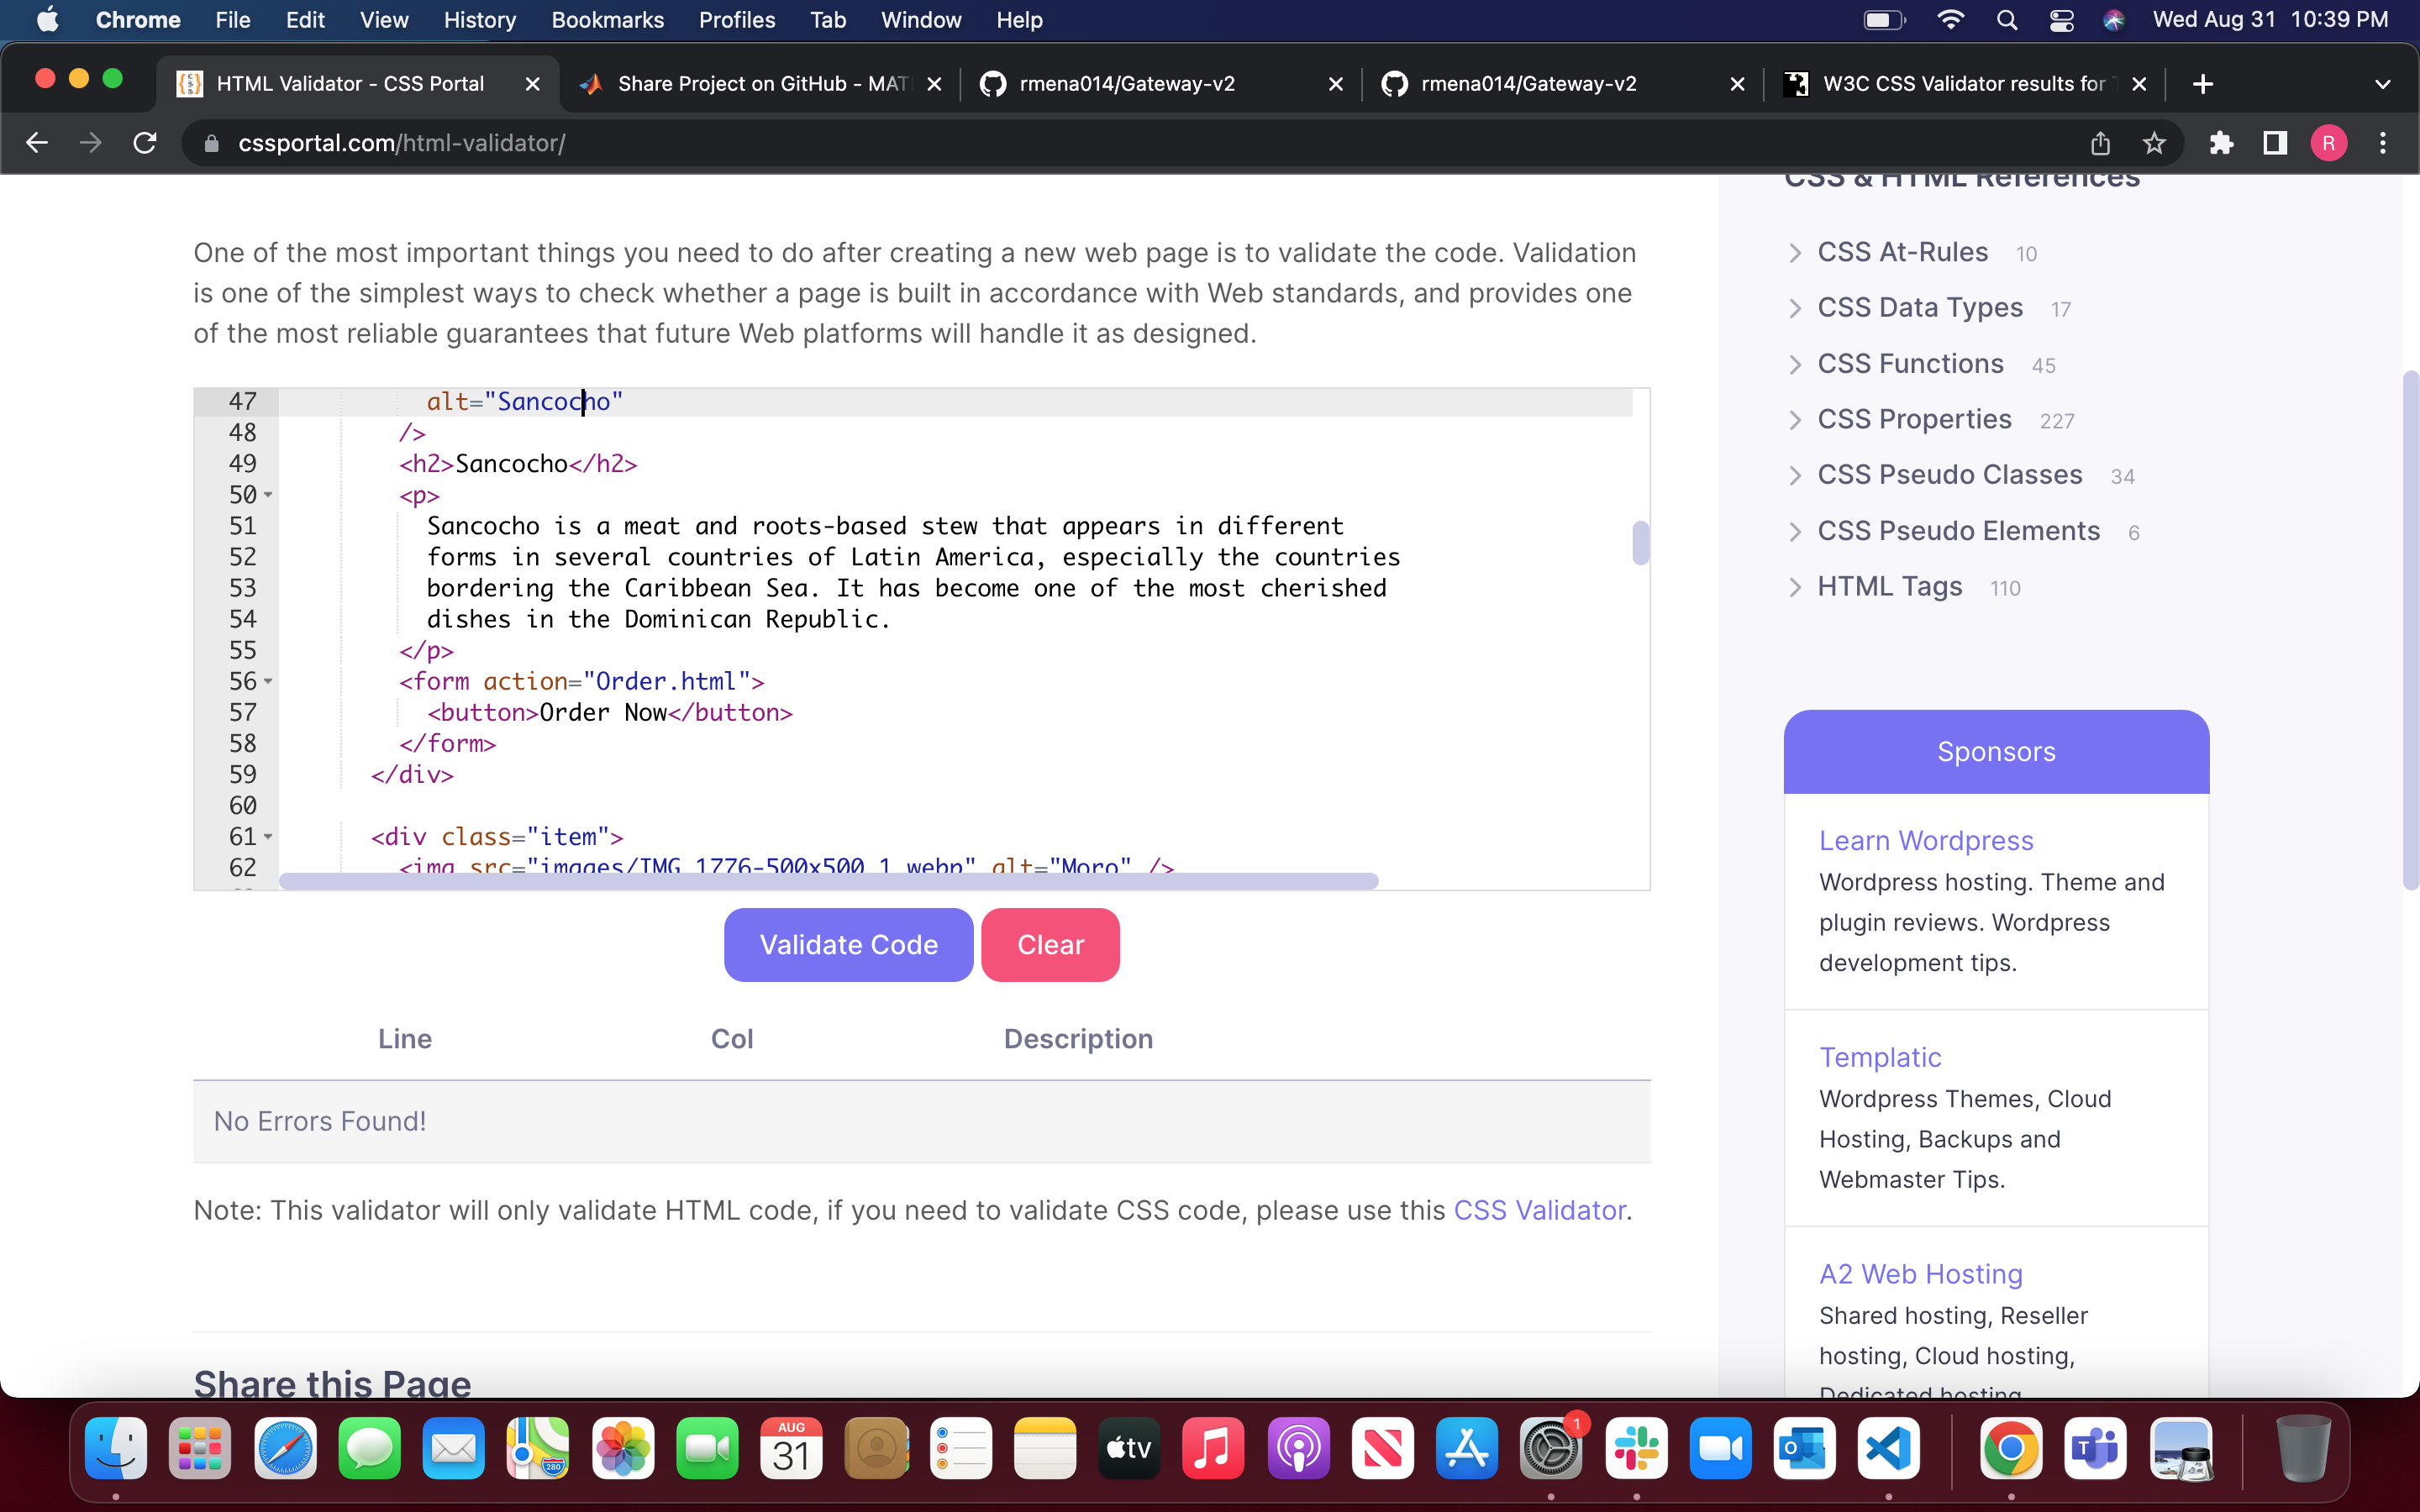 Chrome File Edit View History Bookmarks Profiles Tab Window Help Wed Aug 31 10:39 PM
HTML Validator - CSS Portal Share Project on GitHub - MAT rmena014/Gateway-v2 rmena014/Gateway-v2 W3C CSS Validator results for
cssportal.com/html-validator/ R
One of the most important things you need to do after creating a new web page is to validate the code. Validation
is one of the simplest ways to check whether a page is built in accordance with Web standards, and provides one
of the most reliable guarantees that future Web platforms will handle it as designed.
47 alt="Sancocho"
48 />
49 <h2>Sancocho</h2>
50 <p>
51 Sancocho is a meat and roots-based stew that appears in different
52 forms in several countries of Latin America, especially the countries
53 bordering the Caribbean Sea. It has become one of the most cherished
54 dishes in the Dominican Republic.
55 </p>
56 <form action="Order.html">
57 <button>Order Now</button>
58 </form>
59 </div>
60
61 <div class="item">
62 <img src="images/IMG_1776-500x500_1.webp" alt="Moro" />
Validate Code Clear
Line Col Description
No Errors Found!
Note: This validator will only validate HTML code, if you need to validate CSS code, please use this CSS Validator.
Share this Page
CSS & HTML References
CSS At-Rules 10
CSS Data Types 17
CSS Functions 45
CSS Properties 227
CSS Pseudo Classes 34
CSS Pseudo Elements 6
HTML Tags 110
Sponsors
Learn Wordpress
Wordpress hosting. Theme and
plugin reviews. Wordpress
development tips.
Templatic
Wordpress Themes, Cloud
Hosting, Backups and
Webmaster Tips.
A2 Web Hosting
Shared hosting, Reseller
hosting, Cloud hosting,
Dedicated hosting
280 AUG 31 tv 1 O T